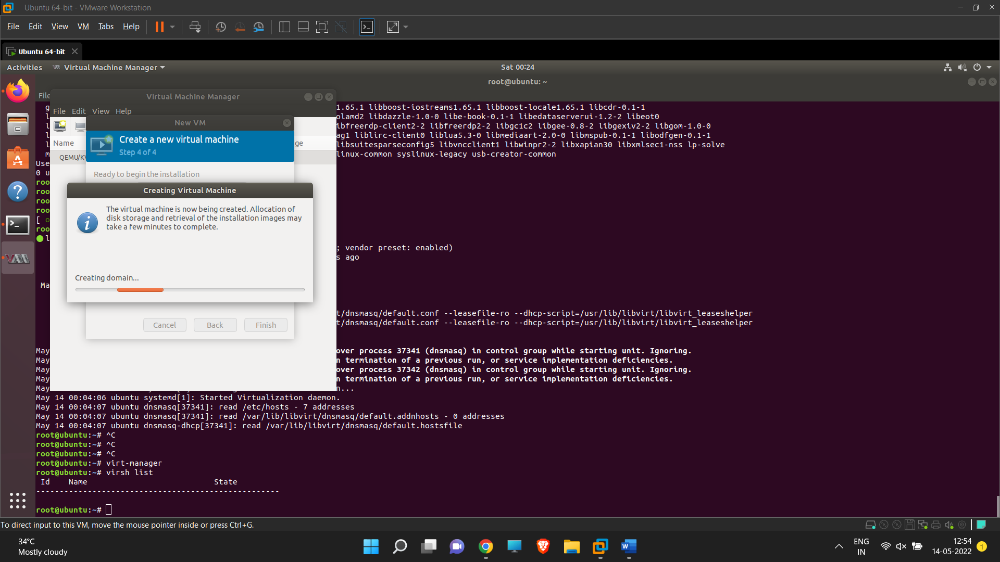 Ubuntu 64-bit - VMware Workstation
File Edit View VM Tabs Help
Ubuntu 64-bit
Activities Virtual Machine Manager Sat 00:24
root@ubuntu: ~
File
Virtual Machine Manager
File Edit View Help
New VM
Create a new virtual machine
Step 4 of 4
Name
QEMU/KV
ge
Ready to begin the installation
Creating Virtual Machine
The virtual machine is now being created. Allocation of
disk storage and retrieval of the installation images may
take a few minutes to complete.
Creating domain...
Cancel Back Finish
g 1.65.1 libboost-iostreams1.65.1 libboost-locale1.65.1 libcdr-0.1-1
l olamd2 libdazzle-1.0-0 libe-book-0.1-1 libedataserverui-1.2-2 libeot0
l ibfreerdp-client2-2 libfreerdp2-2 libgc1c2 libgee-0.8-2 libgexiv2-2 libgom-1.0-0
l ag1 liblirc-client0 liblua5.3-0 libmediaart-2.0-0 libmspub-0.1-1 libodfgen-0.1-1
l libsuitesparseconfig5 libvncclient1 libwinpr2-2 libxapian30 libxmlsec1-nss lp-solve
m linux-common syslinux-legacy usb-creator-common
Use
0 u
roo
roo
roo
roo
[ o
roo
l
; vendor preset: enabled)
s ago
Ma
t/dnsmasq/default.conf --leasefile-ro --dhcp-script=/usr/lib/libvirt/libvirt_leaseshelper
t/dnsmasq/default.conf --leasefile-ro --dhcp-script=/usr/lib/libvirt/libvirt_leaseshelper
May over process 37341 (dnsmasq) in control group while starting unit. Ignoring.
May n termination of a previous run, or service implementation deficiencies.
May over process 37342 (dnsmasq) in control group while starting unit. Ignoring.
May n termination of a previous run, or service implementation deficiencies.
May n...
May 14 00:04:06 ubuntu systemd[1]: Started Virtualization daemon.
May 14 00:04:07 ubuntu dnsmasq[37341]: read /etc/hosts - 7 addresses
May 14 00:04:07 ubuntu dnsmasq[37341]: read /var/lib/libvirt/dnsmasq/default.addnhosts - 0 addresses
May 14 00:04:07 ubuntu dnsmasq-dhcp[37341]: read /var/lib/libvirt/dnsmasq/default.hostsfile
root@ubuntu:~# ^C
root@ubuntu:~# ^C
root@ubuntu:~# ^C
root@ubuntu:~# virt-manager
root@ubuntu:~# virsh list
Id Name State
----------------------------------------------------
root@ubuntu:~#
To direct input to this VM, move the mouse pointer inside or press Ctrl+G.
34°C
Mostly cloudy
ENG
IN
12:54
14-05-2022
1